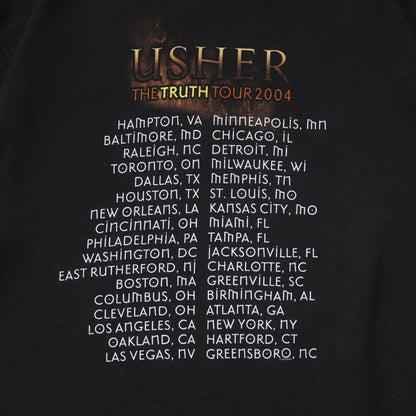 USHER
THE TRUTH TOUR 2004
HAMPTON, VA MINNEAPOLIS, MN
BALTIMORE, MD CHICAGO, IL
RALEIGH, NC DETROIT, MI
TORONTO, ON MILWAUKEE, WI
DALLAS, TX MEMPHIS, TN
HOUSTON, TX ST. LOUIS, MO
NEW ORLEANS, LA KANSAS CITY, MO
CINCINNATI, OH MIAMI, FL
PHILADELPHIA, PA TAMPA, FL
WASHINGTON, DC JACKSONVILLE, FL
EAST RUTHERFORD, NJ CHARLOTTE, NC
BOSTON, MA GREENVILLE, SC
COLUMBUS, OH BIRMINGHAM, AL
CLEVELAND, OH ATLANTA, GA
LOS ANGELES, CA NEW YORK, NY
OAKLAND, CA HARTFORD, CT
LAS VEGAS, NV GREENSBORO, NC